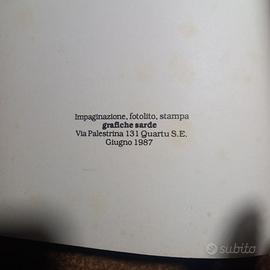 Impaginazione, fotolito, stampa
grafiche sarde
Via Palestrina 131 Quartu S.E.
Giugno 1987
subito